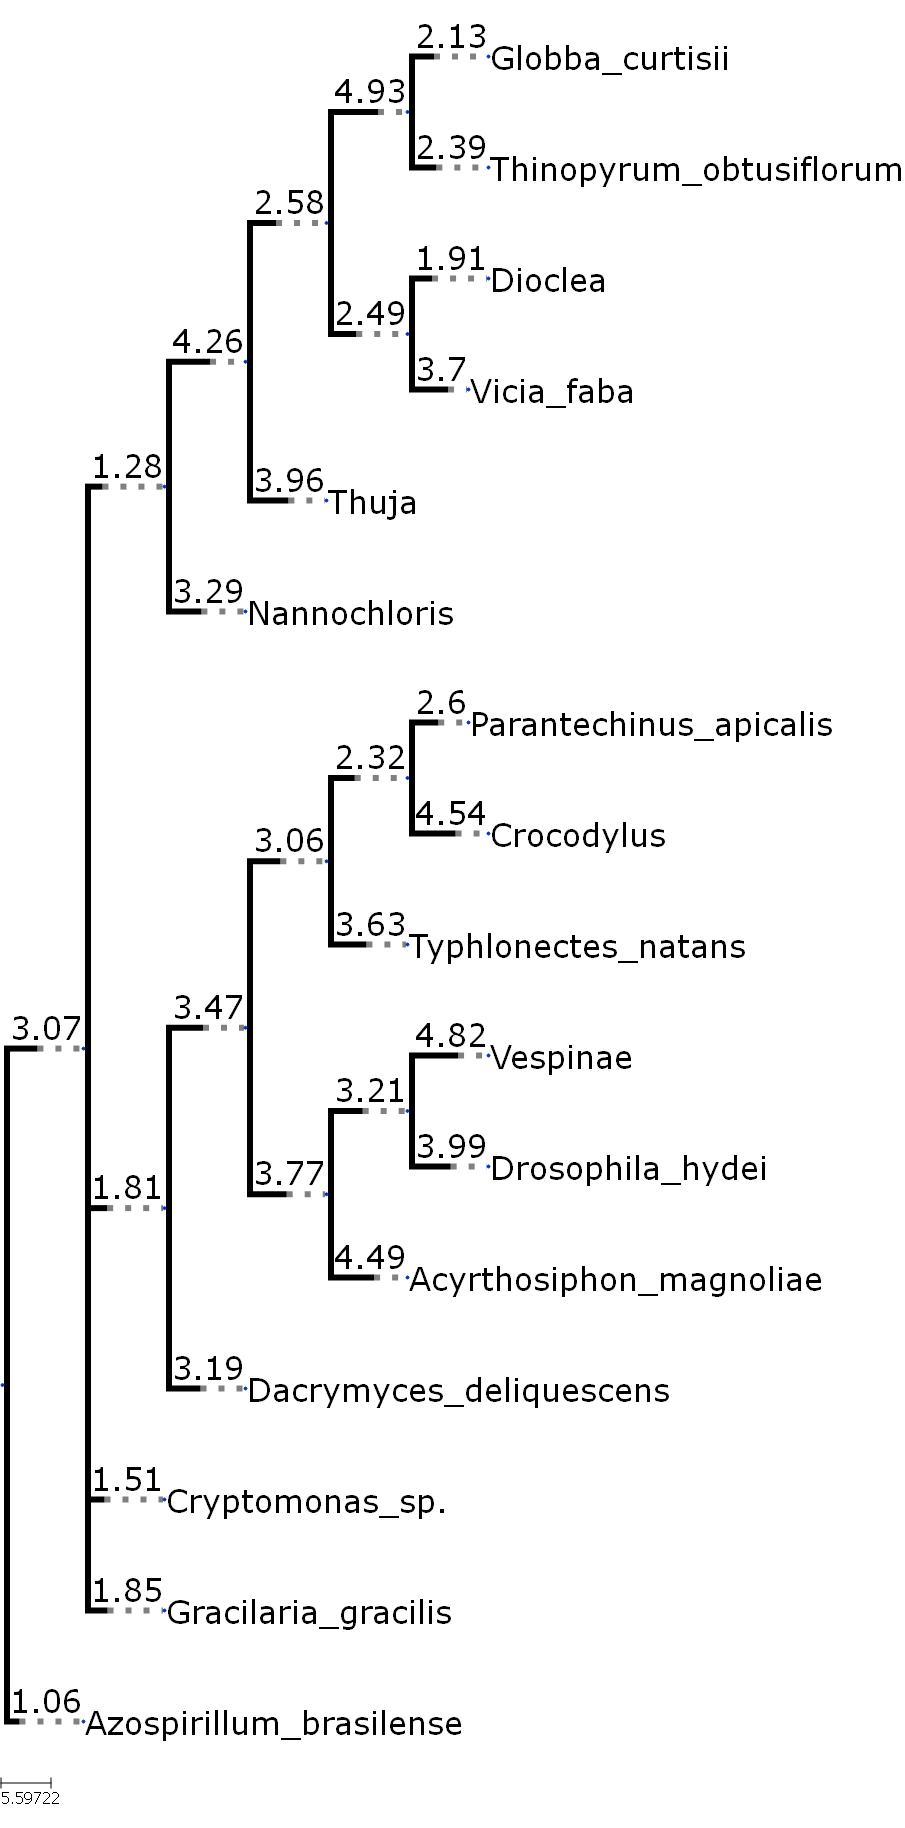 2.13
Globba_curtisii
4.93
2.39
Thinopyrum_obtusiflorum
2.58
1.91
Dioclea
2.49
4.26
3.7
Vicia_faba
1.28
3.96
Thuja
3.29
Nannochloris
2.6
Parantechinus_apicalis
2.32
4.54
Crocodylus
3.06
3.63
Typhlonectes_natans
3.47
3.07
4.82
Vespinae
3.21
3.99
Drosophila_hydei
3.77
1.81
4.49
Acyrthosiphon_magnoliae
3.19
Dacrymyces_deliquescens
1.51
Cryptomonas_sp.
1.85
Gracilaria_gracilis
1.06
Azospirillum_brasilense
5.59722